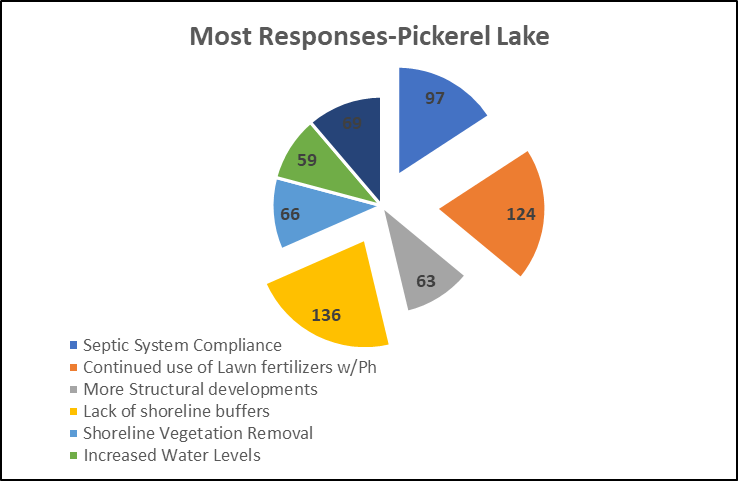 Most Responses-Pickerel Lake
97
124
63
136
66
59
Septic System Compliance
Continued use of Lawn fertilizers w/Ph
More Structural developments
Lack of shoreline buffers
Shoreline Vegetation Removal
Increased Water Levels